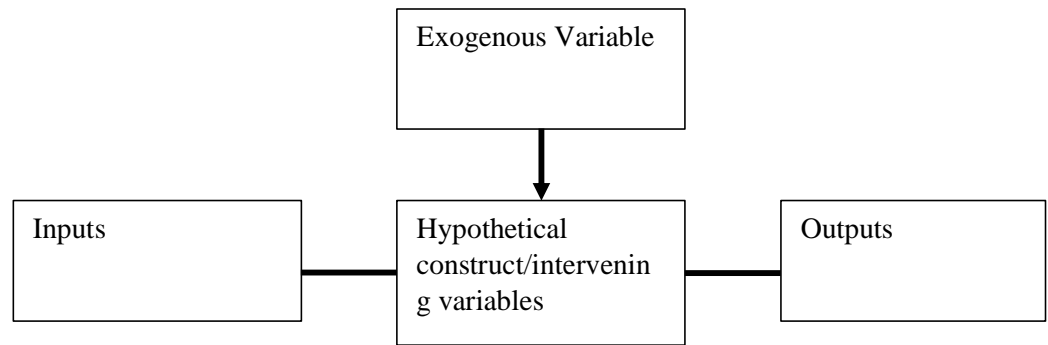 Exogenous Variable
Inputs
Hypothetical
construct/intervenin
g variables
Outputs